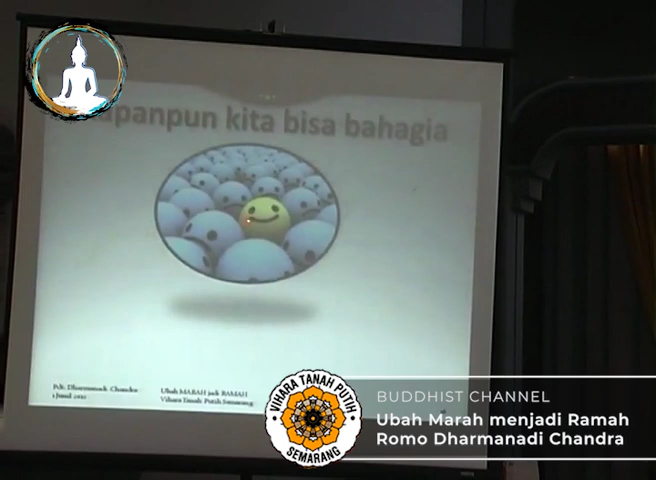 apanpun kita bisa bahagia
Pdt. Dharmanadi Chandra
Ubah MARAH jadi RAMAH
Vihara Tanah Putih Semarang
VIHARA TANAH PUTIH
SEMARANG
BUDDHIST CHANNEL
Ubah Marah menjadi Ramah
Romo Dharmanadi Chandra